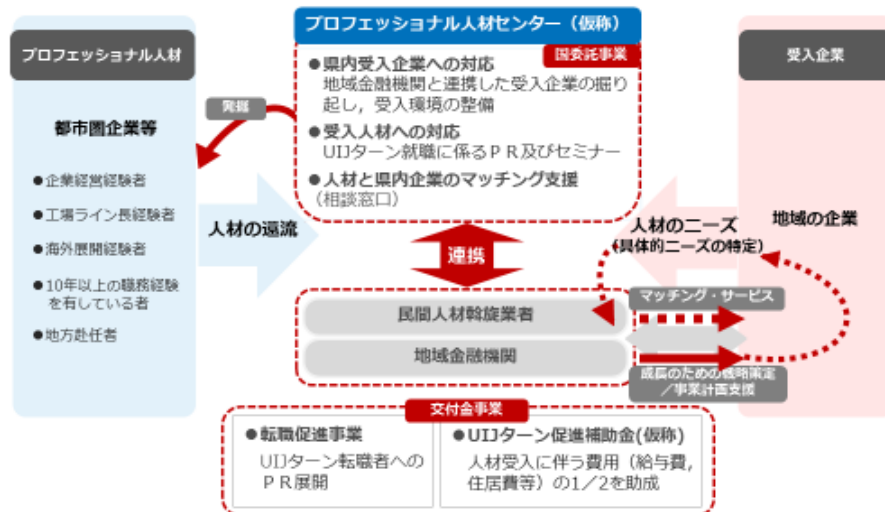 プロフェッショナル人材センター（仮称）
国委託事業
●県内受入企業への対応
地域金融機関と連携した受入企業の掘り
起し，受入環境の整備
●受入人材への対応
UIJターン就職に係るＰＲ及びセミナー
●人材と県内企業のマッチング支援
（相談窓口）
プロフェッショナル人材
都市圏企業等
●企業経営経験者
●工場ライン長経験者
●海外展開経験者
●10年以上の職務経験
を有している者
●地方赴任者
発掘
人材の還流
連携
受入企業
地域の企業
人材のニーズ
（具体的ニーズの特定）
民間人材斡旋業者
地域金融機関
マッチング・サービス
成長のための戦略策定
／事業計画支援
交付金事業
●転職促進事業
UIJターン転職者への
ＰＲ展開
●UIJターン促進補助金(仮称)
人材受入に伴う費用（給与費，
住居費等）の1／2を助成